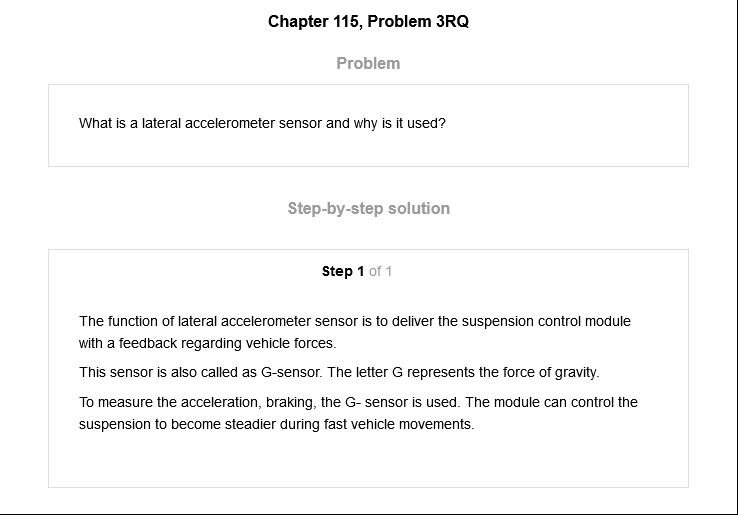 Chapter 115, Problem 3RQ
Problem
What is a lateral accelerometer sensor and why is it used?
Step-by-step solution
Step 1 of 1
The function of lateral accelerometer sensor is to deliver the suspension control module
with a feedback regarding vehicle forces.
This sensor is also called as G-sensor. The letter G represents the force of gravity.
To measure the acceleration, braking, the G- sensor is used. The module can control the
suspension to become steadier during fast vehicle movements.